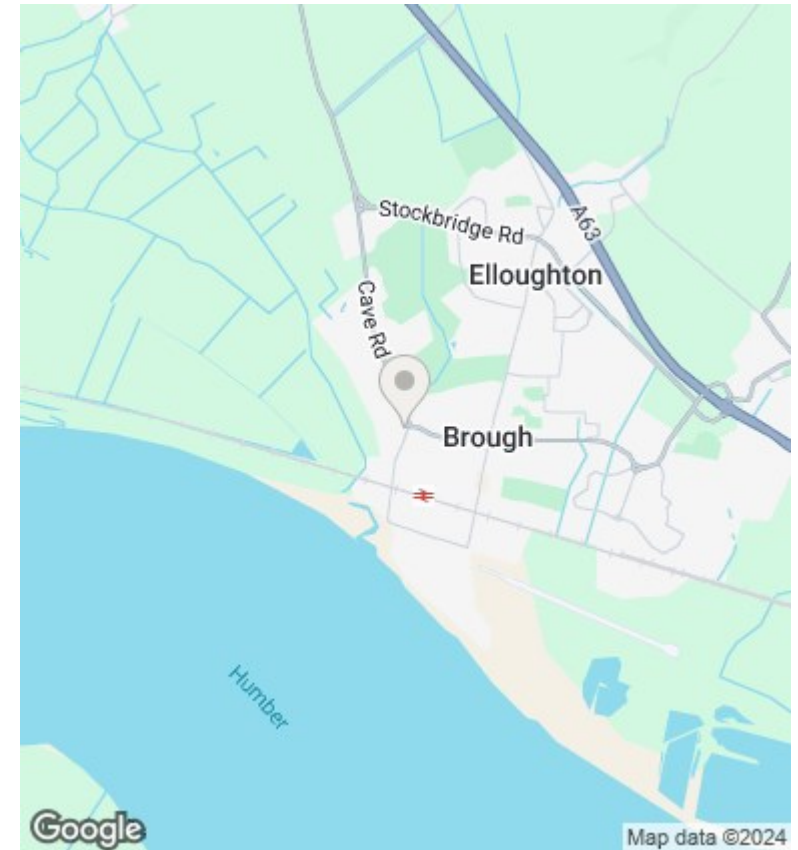 Stockbridge Rd
A63
Elloughton
Cave Rd
Brough
Humber
Google
Map data ©2024